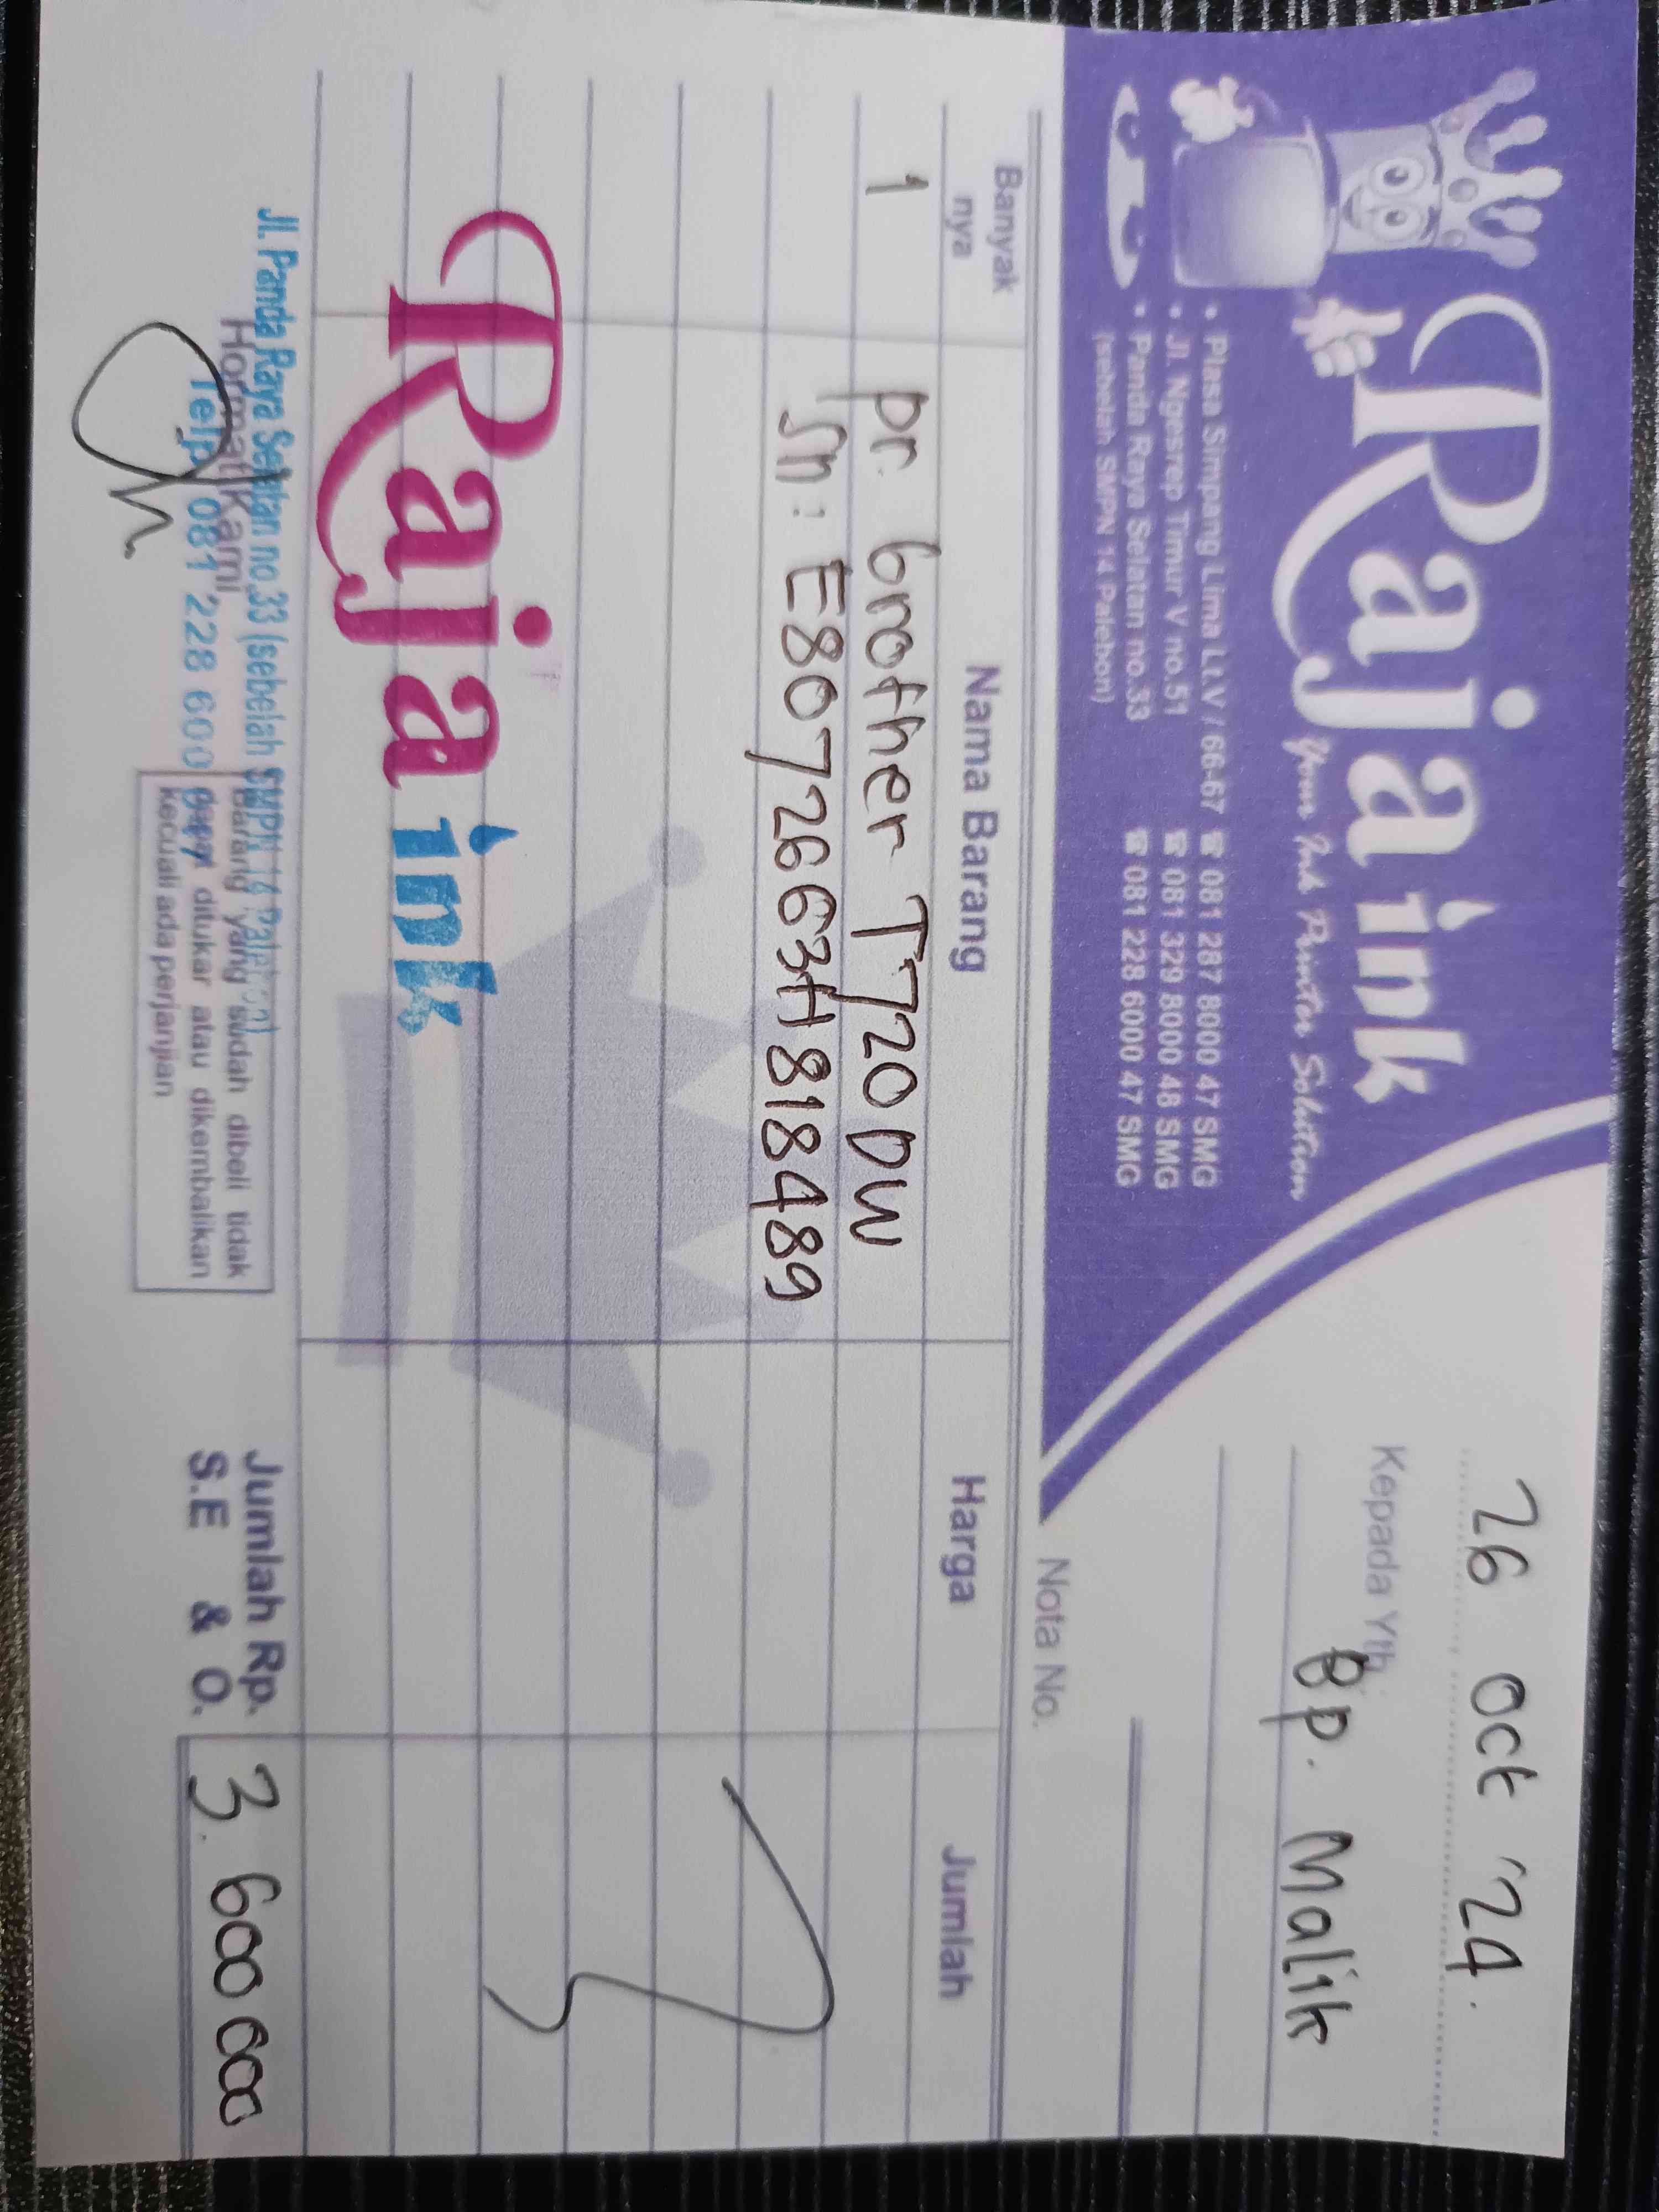 Raja ink
Your Ink Printer Solution
• Plasa Simpang Lima Lt.V / 66-67 ☎ 081 287 8000 47 SMG
• Jl. Ngesrep Timur V no.51 ☎ 081 329 8000 48 SMG
• Panda Raya Selatan no.33 ☎ 081 228 6000 47 SMG
(sebelah SMPN 14 Palebon)
26 oct '24.
Kepada Yth.
Bp. Malik
Nota No.
Banyak nya Nama Barang Harga Jumlah
1 pr. brother T720DW
Sn: E80726663H818489
Raja ink
Jl. Panda Raya Selatan no.33 (sebelah SMPN 14 Palebon)
Telp. 081 228 6000
Hormat Kami,
Barang yang sudah dibeli tidak
dapat ditukar atau dikembalikan
kecuali ada perjanjian
Jumlah Rp. 3.600000
S.E & O.